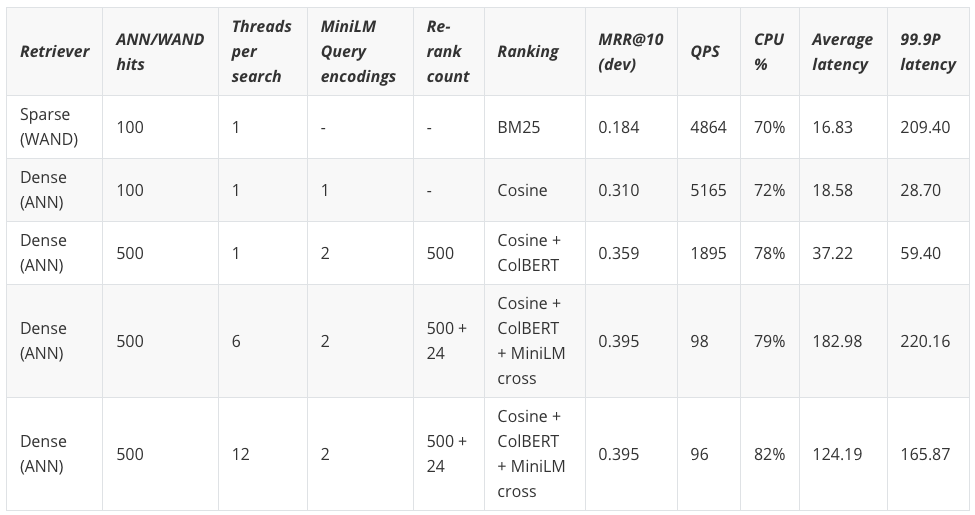 Retriever ANN/WAND hits Threads per search MiniLM Query encodings Re-rank count Ranking MRR@10 (dev) QPS CPU % Average latency 99.9P latency
Sparse (WAND) 100 1 - - BM25 0.184 4864 70% 16.83 209.40
Dense (ANN) 100 1 1 - Cosine 0.310 5165 72% 18.58 28.70
Dense (ANN) 500 1 2 500 Cosine + ColBERT 0.359 1895 78% 37.22 59.40
Dense (ANN) 500 6 2 500 + 24 Cosine + ColBERT + MiniLM cross 0.395 98 79% 182.98 220.16
Dense (ANN) 500 12 2 500 + 24 Cosine + ColBERT + MiniLM cross 0.395 96 82% 124.19 165.87